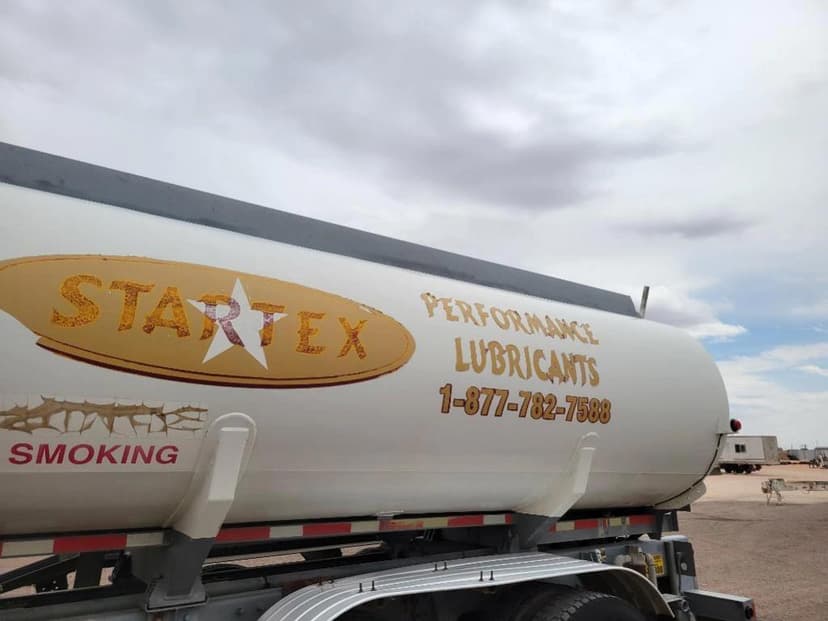 STARTEX
PERFORMANCE
LUBRICANTS
1-877-782-7588
SMOKING